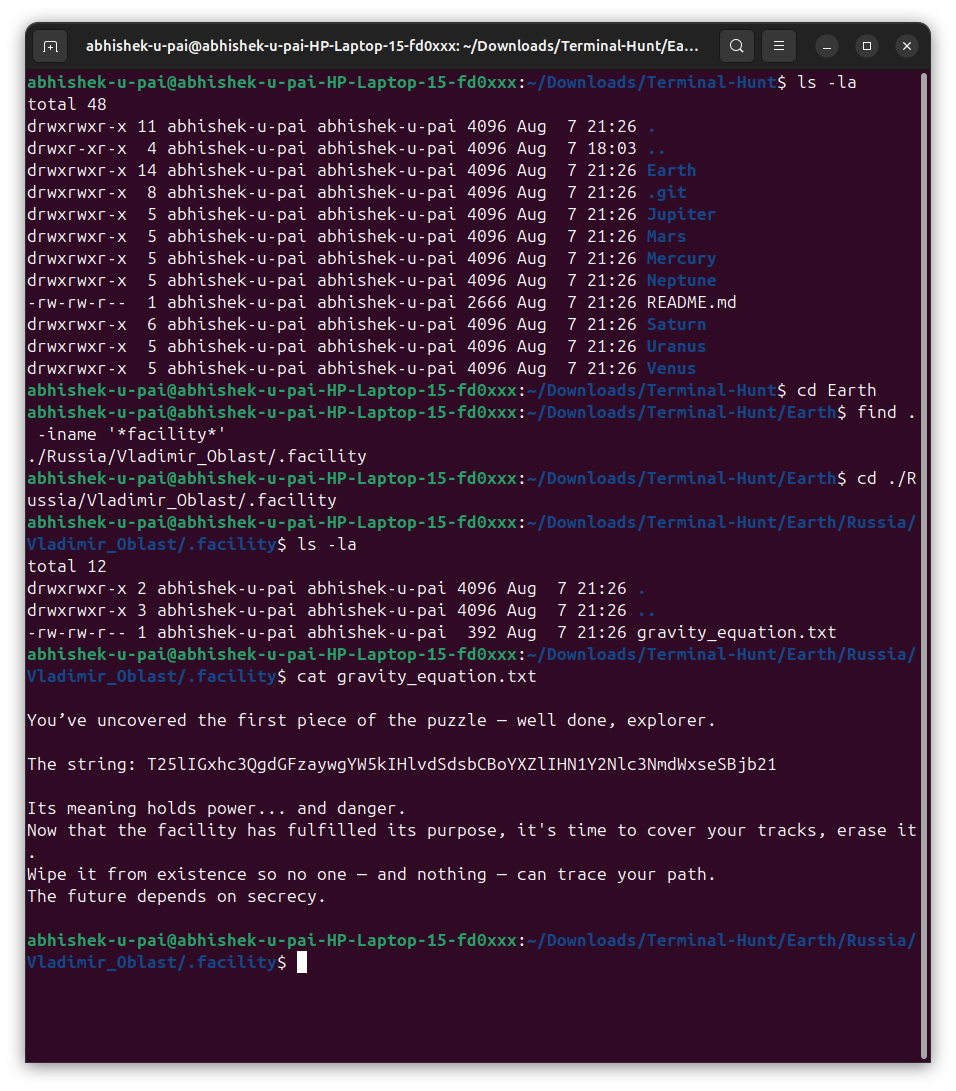 abhishek-u-pai@abhishek-u-pai-HP-Laptop-15-fd0xxx: ~/Downloads/Terminal-Hunt/Ea...
abhishek-u-pai@abhishek-u-pai-HP-Laptop-15-fd0xxx:~/Downloads/Terminal-Hunt$ ls -la
total 48
drwxrwxr-x 11 abhishek-u-pai abhishek-u-pai 4096 Aug  7 21:26 .
drwxr-xr-x  4 abhishek-u-pai abhishek-u-pai 4096 Aug  7 18:03 ..
drwxrwxr-x 14 abhishek-u-pai abhishek-u-pai 4096 Aug  7 21:26 Earth
drwxrwxr-x  8 abhishek-u-pai abhishek-u-pai 4096 Aug  7 21:26 .git
drwxrwxr-x  5 abhishek-u-pai abhishek-u-pai 4096 Aug  7 21:26 Jupiter
drwxrwxr-x  5 abhishek-u-pai abhishek-u-pai 4096 Aug  7 21:26 Mars
drwxrwxr-x  5 abhishek-u-pai abhishek-u-pai 4096 Aug  7 21:26 Mercury
drwxrwxr-x  5 abhishek-u-pai abhishek-u-pai 4096 Aug  7 21:26 Neptune
-rw-rw-r--  1 abhishek-u-pai abhishek-u-pai 2666 Aug  7 21:26 README.md
drwxrwxr-x  6 abhishek-u-pai abhishek-u-pai 4096 Aug  7 21:26 Saturn
drwxrwxr-x  5 abhishek-u-pai abhishek-u-pai 4096 Aug  7 21:26 Uranus
drwxrwxr-x  5 abhishek-u-pai abhishek-u-pai 4096 Aug  7 21:26 Venus
abhishek-u-pai@abhishek-u-pai-HP-Laptop-15-fd0xxx:~/Downloads/Terminal-Hunt$ cd Earth
abhishek-u-pai@abhishek-u-pai-HP-Laptop-15-fd0xxx:~/Downloads/Terminal-Hunt/Earth$ find .
 -iname '*facility*'
./Russia/Vladimir_Oblast/.facility
abhishek-u-pai@abhishek-u-pai-HP-Laptop-15-fd0xxx:~/Downloads/Terminal-Hunt/Earth$ cd ./R
ussia/Vladimir_Oblast/.facility
abhishek-u-pai@abhishek-u-pai-HP-Laptop-15-fd0xxx:~/Downloads/Terminal-Hunt/Earth/Russia/
Vladimir_Oblast/.facility$ ls -la
total 12
drwxrwxr-x 2 abhishek-u-pai abhishek-u-pai 4096 Aug  7 21:26 .
drwxrwxr-x 3 abhishek-u-pai abhishek-u-pai 4096 Aug  7 21:26 ..
-rw-rw-r-- 1 abhishek-u-pai abhishek-u-pai  392 Aug  7 21:26 gravity_equation.txt
abhishek-u-pai@abhishek-u-pai-HP-Laptop-15-fd0xxx:~/Downloads/Terminal-Hunt/Earth/Russia/
Vladimir_Oblast/.facility$ cat gravity_equation.txt
You’ve uncovered the first piece of the puzzle — well done, explorer.
The string: T25lIGxhc3QgdGFzaywgYW5kIHlvdSdsbCBoYXZlIHN1Y2Nlc3NmdWxseSBjb21
Its meaning holds power... and danger.
Now that the facility has fulfilled its purpose, it's time to cover your tracks, erase it
.
Wipe it from existence so no one — and nothing — can trace your path.
The future depends on secrecy.
abhishek-u-pai@abhishek-u-pai-HP-Laptop-15-fd0xxx:~/Downloads/Terminal-Hunt/Earth/Russia/
Vladimir_Oblast/.facility$